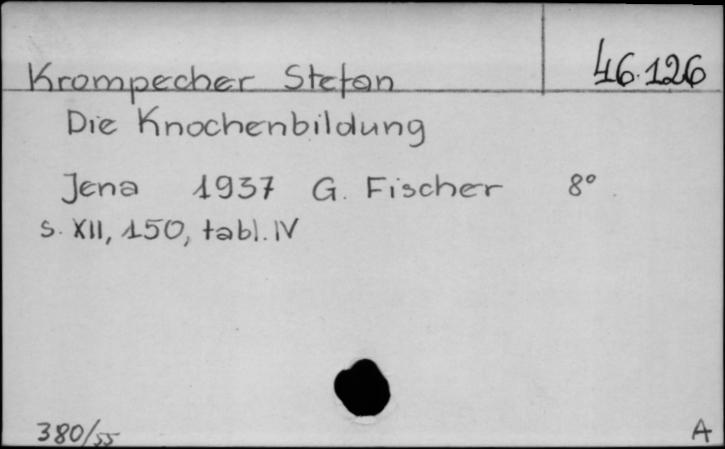 Krompecher Stefan 46.126
Die Knochenbildung
Jena 1937 G. Fischer 8°
s. XII, 150, tabl. IV
380/55 A